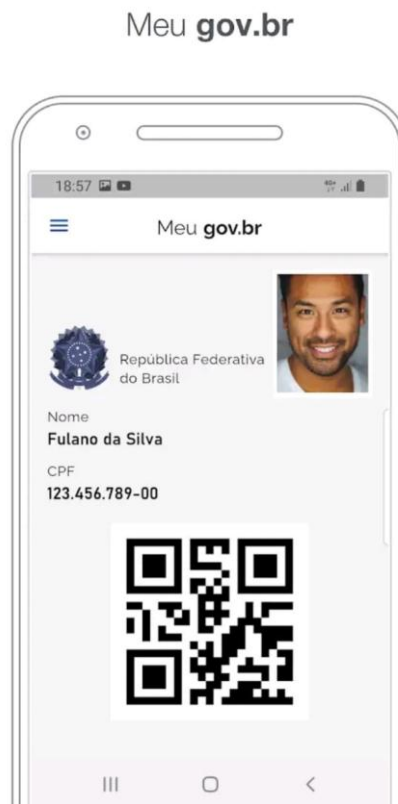 Meu gov.br
18:57
Meu gov.br
República Federativa
do Brasil
Nome
Fulano da Silva
CPF
123.456.789-00